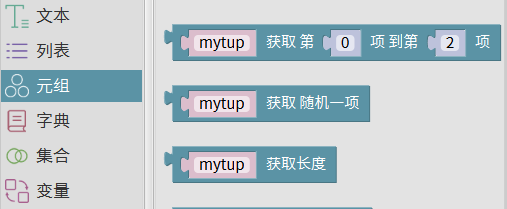 文本
列表
元组
字典
集合
变量
mytup 获取 第 0 项 到第 2 项
mytup 获取 随机一项
mytup 获取长度